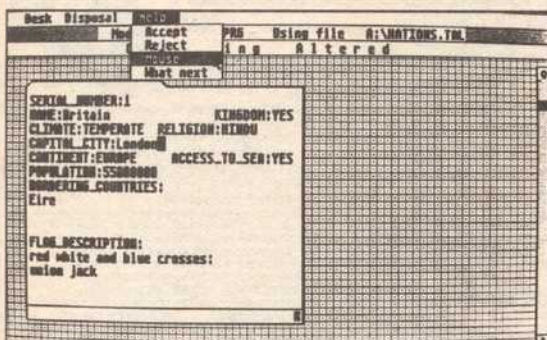 Desk Disposal Help
Using file A:\NATIONS.TAL
Accept
Reject
Mouse
What next
Altered
SERIAL_NUMBER:1
NAME:Britain KINGDOM:YES
CLIMATE:TEMPERATE RELIGION:HINDU
CAPITAL_CITY:London
CONTINENT:EUROPE ACCESS_TO_SEA:YES
POPULATION:55000000
BORDERING_COUNTRIES:
Eire
FLAG_DESCRIPTION:
red white and blue crosses:
union jack